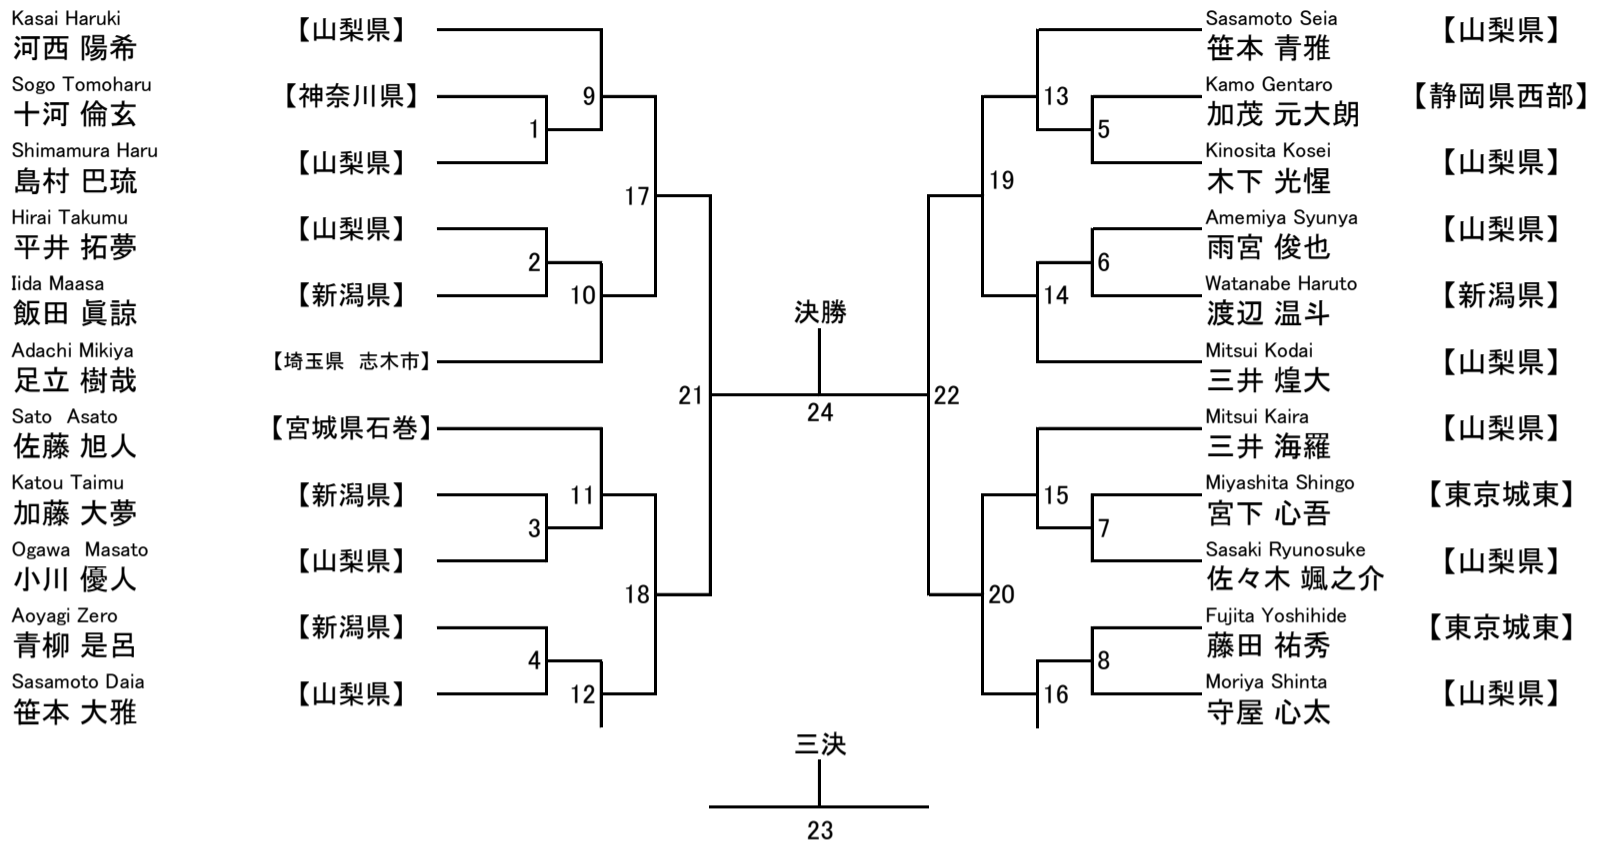 Kasai Haruki
河西 陽希
【山梨県】
Sogo Tomoharu
十河 倫玄
【神奈川県】
Shimamura Haru
島村 巴琉
【山梨県】
Hirai Takumu
平井 拓夢
【山梨県】
Iida Maasa
飯田 眞諒
【新潟県】
Adachi Mikiya
足立 樹哉
【埼玉県　志木市】
Sato　Asato
佐藤 旭人
【宮城県石巻】
Katou Taimu
加藤 大夢
【新潟県】
Ogawa　Masato
小川 優人
【山梨県】
Aoyagi Zero
青柳 是呂
【新潟県】
Sasamoto Daia
笹本 大雅
【山梨県】
1
2
3
4
9
10
11
12
17
18
21
決勝
24
三決
23
22
19
20
13
14
15
16
5
6
7
8
Sasamoto Seia
笹本 青雅
【山梨県】
Kamo Gentaro
加茂 元大朗
【静岡県西部】
Kinosita Kosei
木下 光惺
【山梨県】
Amemiya Syunya
雨宮 俊也
【山梨県】
Watanabe Haruto
渡辺 温斗
【新潟県】
Mitsui Kodai
三井 煌大
【山梨県】
Mitsui Kaira
三井 海羅
【山梨県】
Miyashita Shingo
宮下 心吾
【東京城東】
Sasaki Ryunosuke
佐々木 颯之介
【山梨県】
Fujita Yoshihide
藤田 祐秀
【東京城東】
Moriya Shinta
守屋 心太
【山梨県】